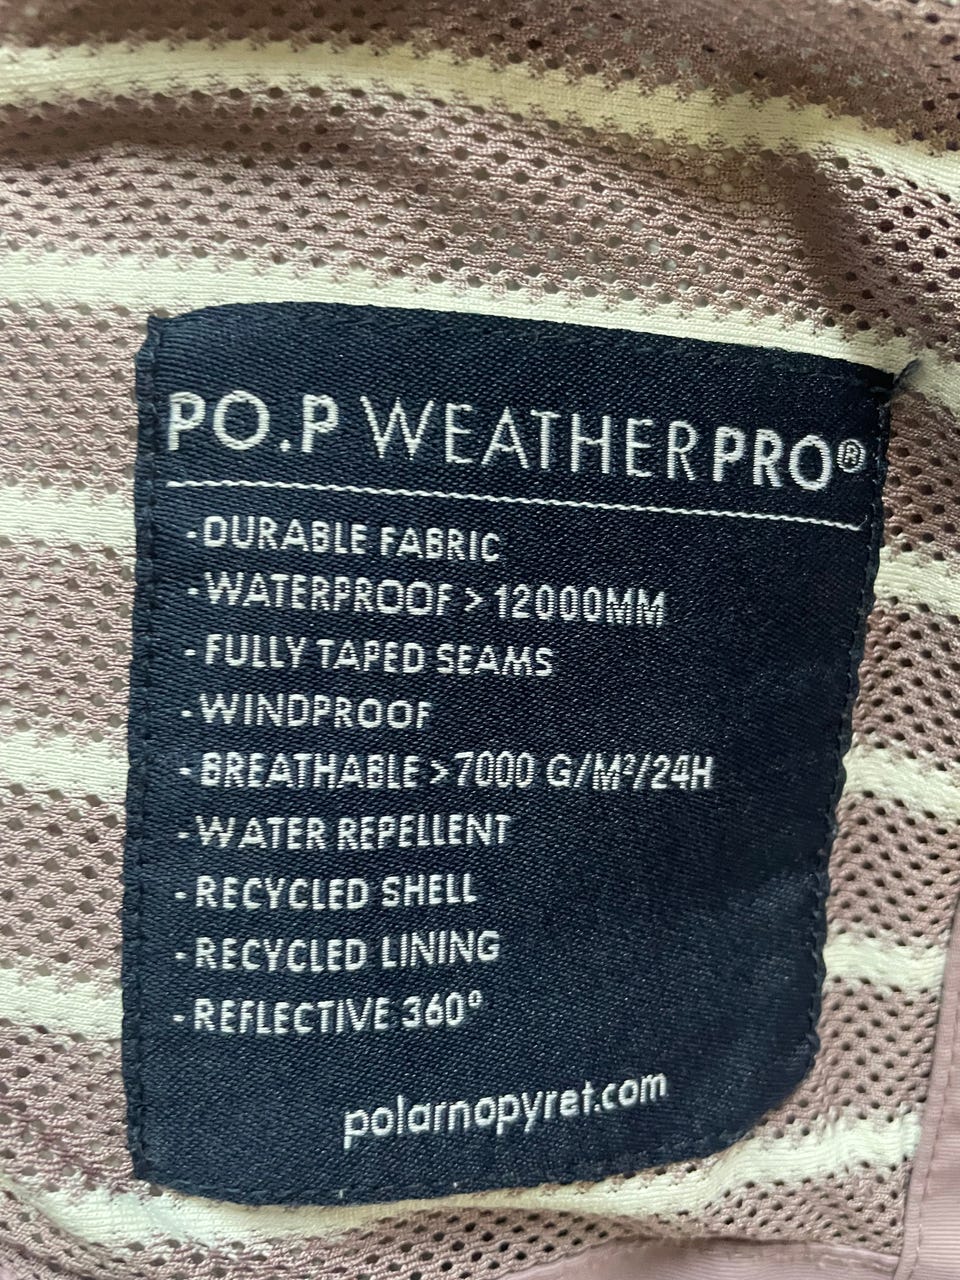 PO.P WEATHERPRO®
- DURABLE FABRIC
- WATERPROOF > 12000MM
- FULLY TAPED SEAMS
- WINDPROOF
- BREATHABLE > 7000 G/M²/24H
- WATER REPELLENT
- RECYCLED SHELL
- RECYCLED LINING
- REFLECTIVE 360°
polarnopyret.com